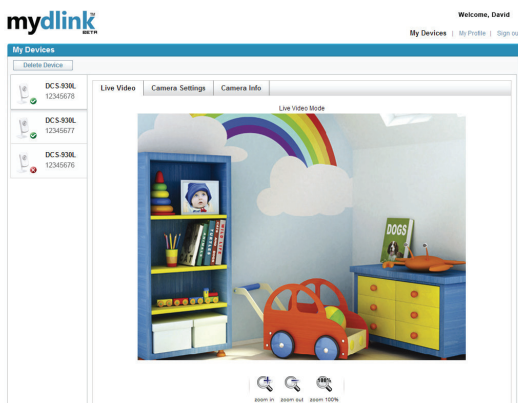 mydlink™
BETA
Welcome, David
My Devices | My Profile | Sign ou
My Devices
Delete Device
DCS-930L
12345678
DCS-930L
12345677
DCS-930L
12345676
Live Video
Camera Settings
Camera Info
Live Video Mode
DOGS
100%
zoom in
zoom out
zoom 100%